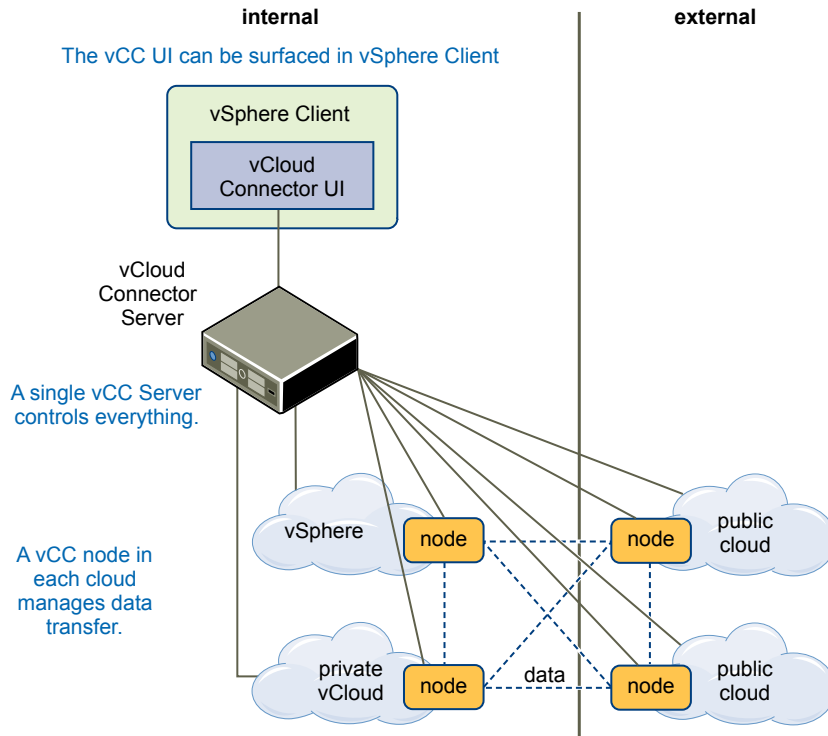 internal
external
The vCC UI can be surfaced in vSphere Client
vSphere Client
vCloud
Connector UI
vCloud
Connector
Server
A single vCC Server
controls everything.
vSphere
node
node
public
cloud
A vCC node in
each cloud
manages data
transfer.
private
vCloud
node
data
node
public
cloud